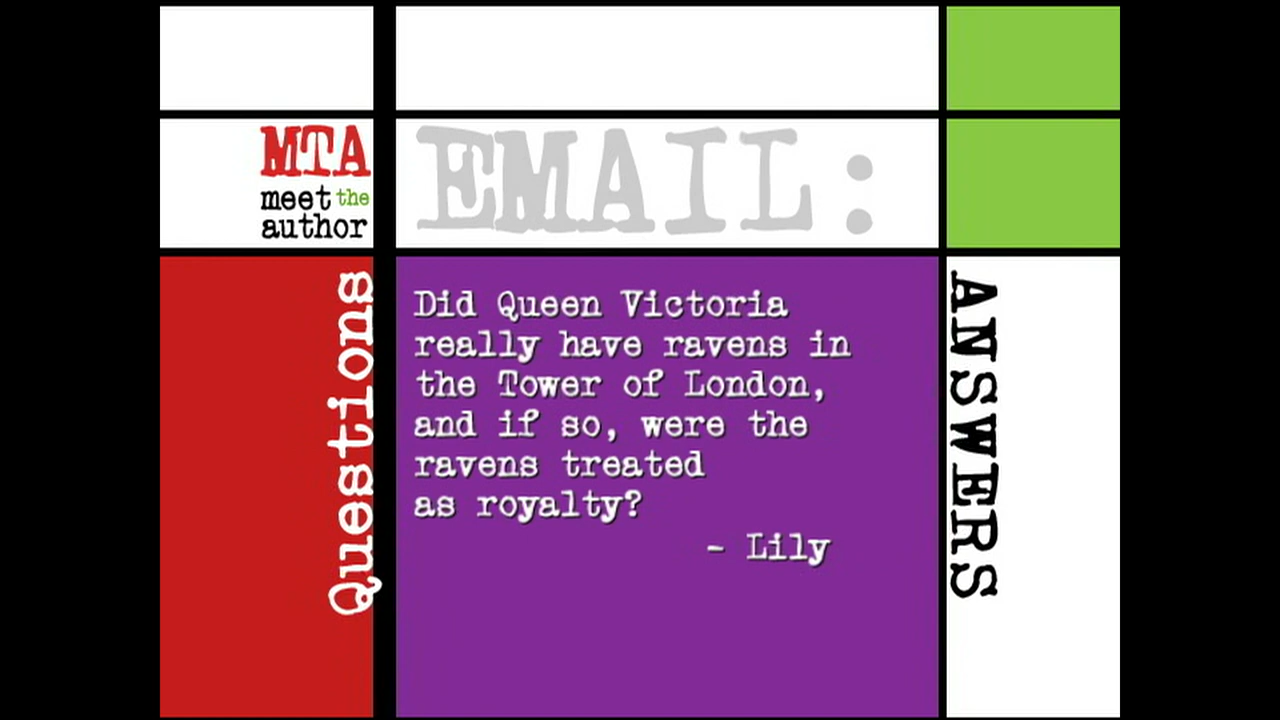 MTA
meet the
author
EMAIL:
Questions
Did Queen Victoria
really have ravens in
the Tower of London,
and if so, were the
ravens treated
as royalty?
- Lily
ANSWERS